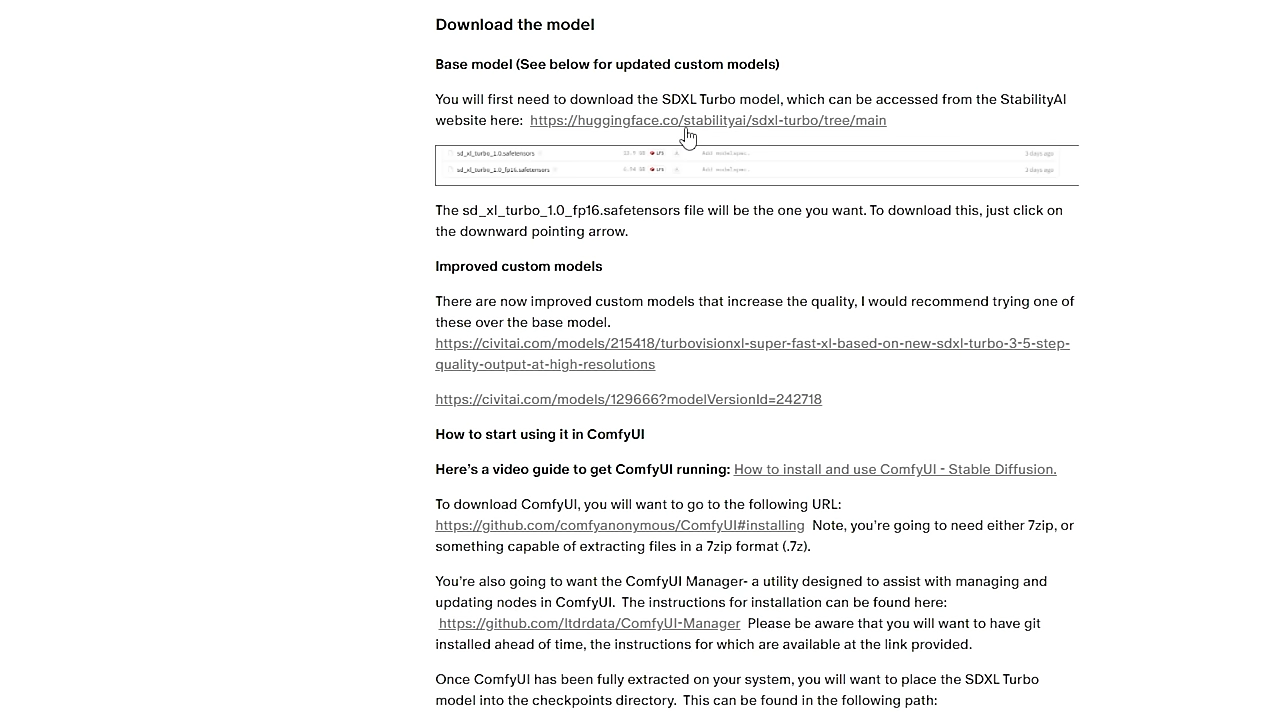 Download the model
Base model (See below for updated custom models)
You will first need to download the SDXL Turbo model, which can be accessed from the StabilityAI
website here:  https://huggingface.co/stabilityai/sdxl-turbo/tree/main
sd_xl_turbo_1.0.safetensors LFS 3 days ago
sd_xl_turbo_1.0_fp16.safetensors LFS 3 days ago
The sd_xl_turbo_1.0_fp16.safetensors file will be the one you want. To download this, just click on
the downward pointing arrow.
Improved custom models
There are now improved custom models that increase the quality, I would recommend trying one of
these over the base model.
https://civitai.com/models/215418/turbovisionxl-super-fast-xl-based-on-new-sdxl-turbo-3-5-step-
quality-output-at-high-resolutions
https://civitai.com/models/129666?modelVersionId=242718
How to start using it in ComfyUI
Here's a video guide to get ComfyUI running: How to install and use ComfyUI - Stable Diffusion.
To download ComfyUI, you will want to go to the following URL:
https://github.com/comfyanonymous/ComfyUI#installing  Note, you're going to need either 7zip, or
something capable of extracting files in a 7zip format (.7z).
You're also going to want the ComfyUI Manager- a utility designed to assist with managing and
updating nodes in ComfyUI.  The instructions for installation can be found here:
https://github.com/ltdrdata/ComfyUI-Manager  Please be aware that you will want to have git
installed ahead of time, the instructions for which are available at the link provided.
Once ComfyUI has been fully extracted on your system, you will want to place the SDXL Turbo
model into the checkpoints directory.  This can be found in the following path: